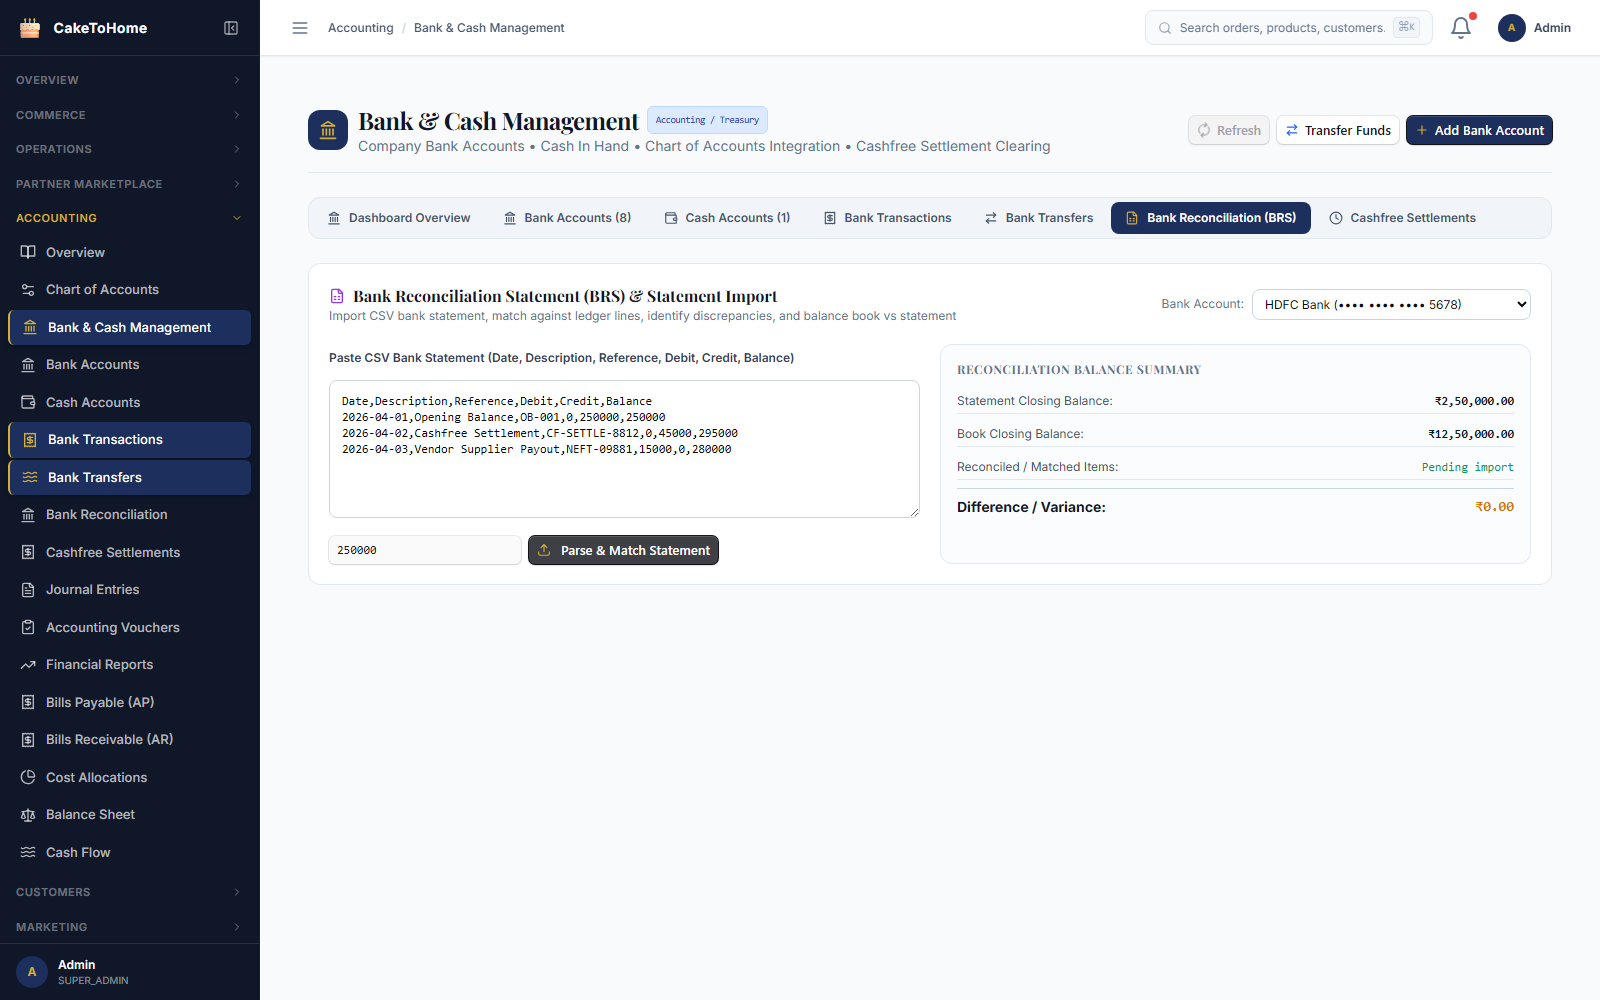 CakeToHome
OVERVIEW
COMMERCE
OPERATIONS
PARTNER MARKETPLACE
ACCOUNTING
Overview
Chart of Accounts
Bank & Cash Management
Bank Accounts
Cash Accounts
Bank Transactions
Bank Transfers
Bank Reconciliation
Cashfree Settlements
Journal Entries
Accounting Vouchers
Financial Reports
Bills Payable (AP)
Bills Receivable (AR)
Cost Allocations
Balance Sheet
Cash Flow
CUSTOMERS
MARKETING
A
Admin
SUPER_ADMIN
Accounting / Bank & Cash Management
Search orders, products, customers. ⌘K
A Admin
Bank & Cash Management Accounting / Treasury
Company Bank Accounts • Cash In Hand • Chart of Accounts Integration • Cashfree Settlement Clearing
Refresh Transfer Funds + Add Bank Account
Dashboard Overview Bank Accounts (8) Cash Accounts (1) Bank Transactions Bank Transfers Bank Reconciliation (BRS) Cashfree Settlements
Bank Reconciliation Statement (BRS) & Statement Import
Import CSV bank statement, match against ledger lines, identify discrepancies, and balance book vs statement
Bank Account: HDFC Bank (•••• •••• •••• 5678)
Paste CSV Bank Statement (Date, Description, Reference, Debit, Credit, Balance)
Date,Description,Reference,Debit,Credit,Balance
2026-04-01,Opening Balance,OB-001,0,250000,250000
2026-04-02,Cashfree Settlement,CF-SETTLE-8812,0,45000,295000
2026-04-03,Vendor Supplier Payout,NEFT-09881,15000,0,280000
250000 Parse & Match Statement
RECONCILIATION BALANCE SUMMARY
Statement Closing Balance: ₹2,50,000.00
Book Closing Balance: ₹12,50,000.00
Reconciled / Matched Items: Pending import
Difference / Variance: ₹0.00